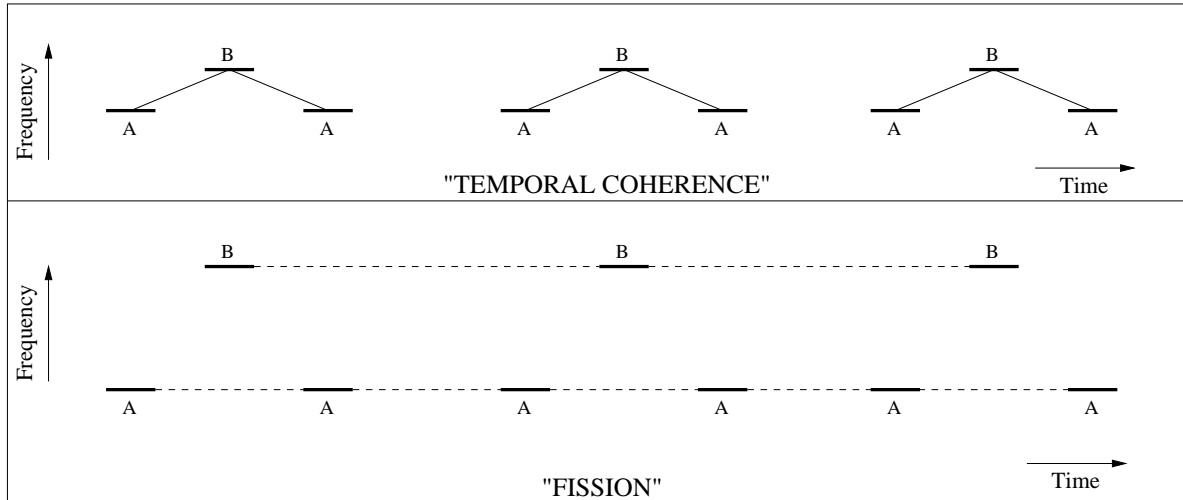 B B B
Frequency
A A A A A A
"TEMPORAL COHERENCE"
Time
B B B
Frequency
A A A A A A
Time
"FISSION"